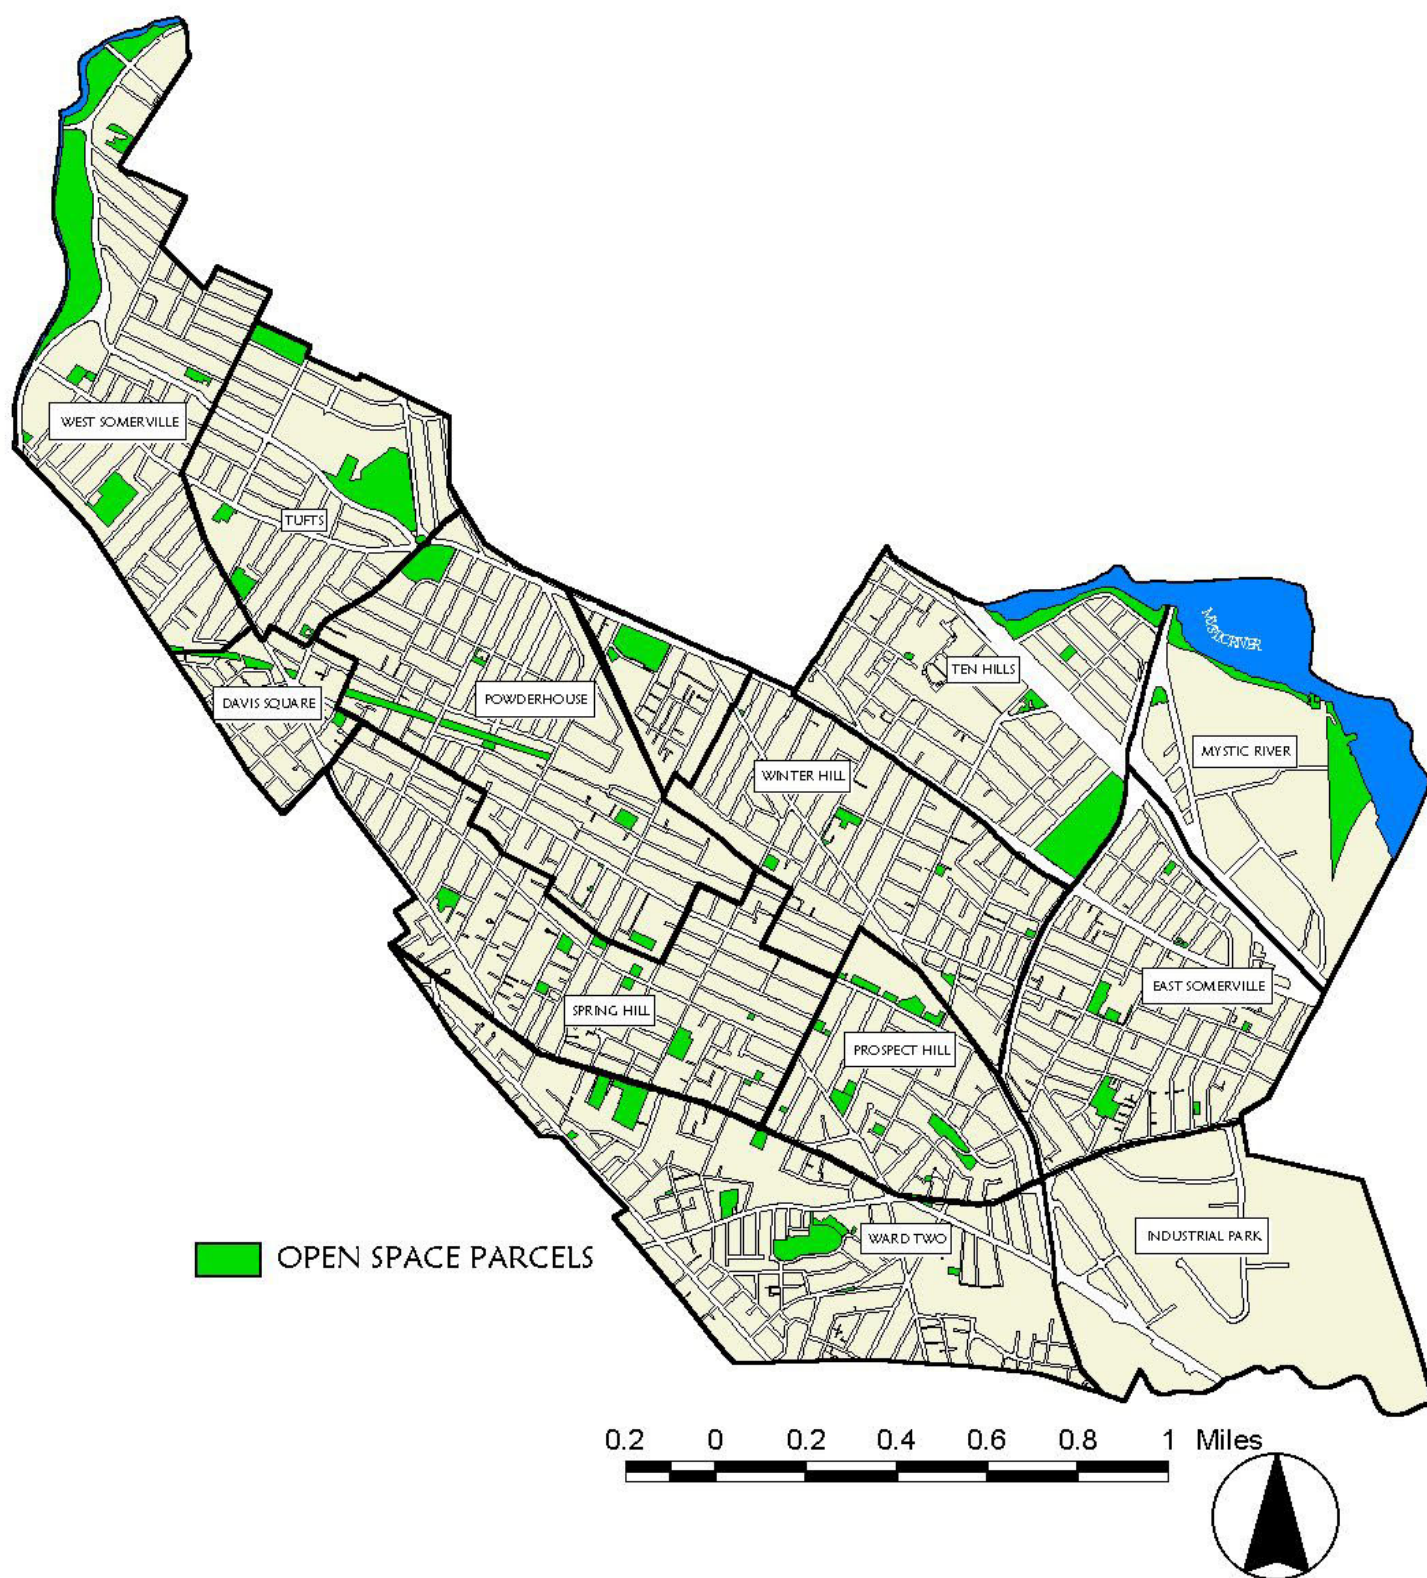 WEST SOMERVILLE
TUFTS
MYSTIC RIVER
TEN HILLS
DAVIS SQUARE
POWDERHOUSE
MYSTIC RIVER
WINTER HILL
EAST SOMERVILLE
SPRING HILL
PROSPECT HILL
WARD TWO
INDUSTRIAL PARK
OPEN SPACE PARCELS
0.2 0 0.2 0.4 0.6 0.8 1 Miles